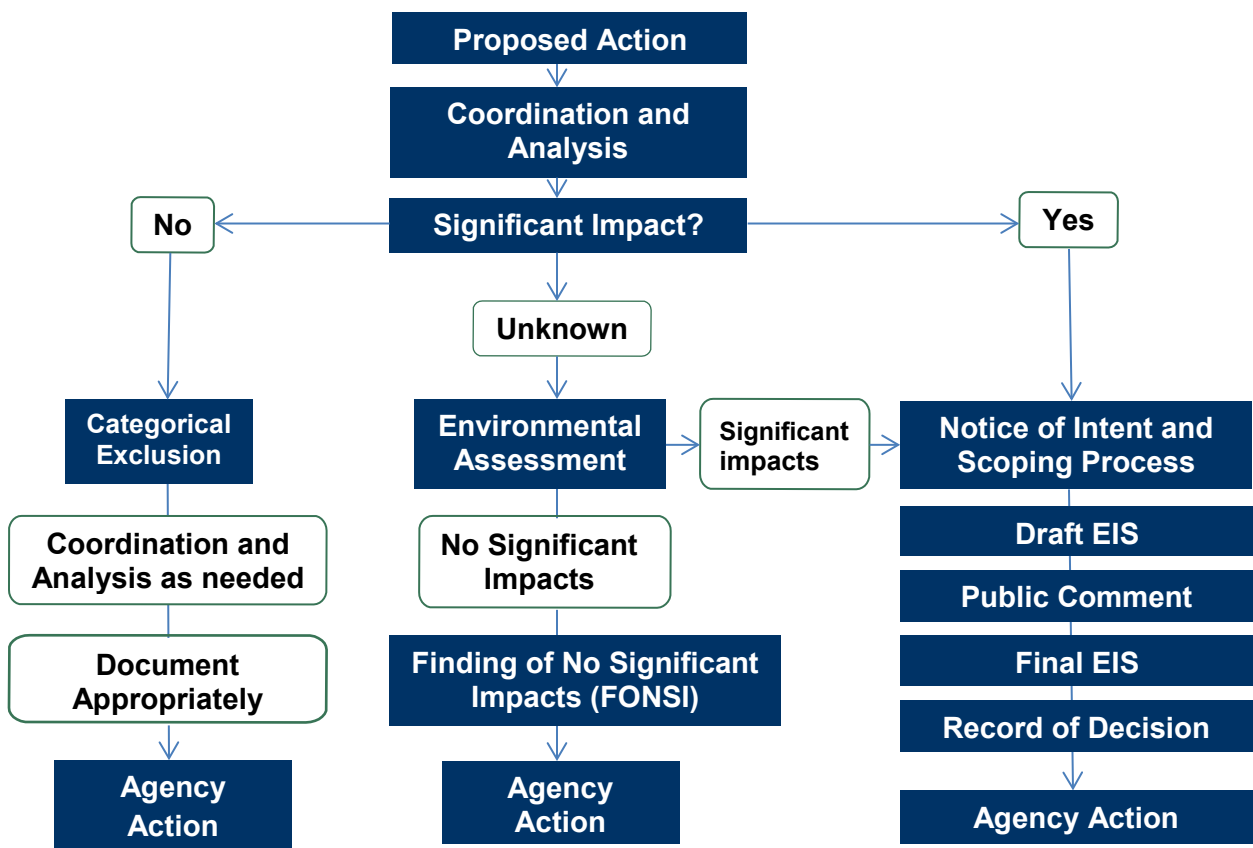 Proposed Action
Coordination and
Analysis
No
Significant Impact?
Yes
Unknown
Categorical
Exclusion
Environmental
Assessment
Significant
impacts
Notice of Intent and
Scoping Process
Coordination and
Analysis as needed
No Significant
Impacts
Draft EIS
Public Comment
Document
Appropriately
Finding of No Significant
Impacts (FONSI)
Final EIS
Record of Decision
Agency
Action
Agency
Action
Agency Action